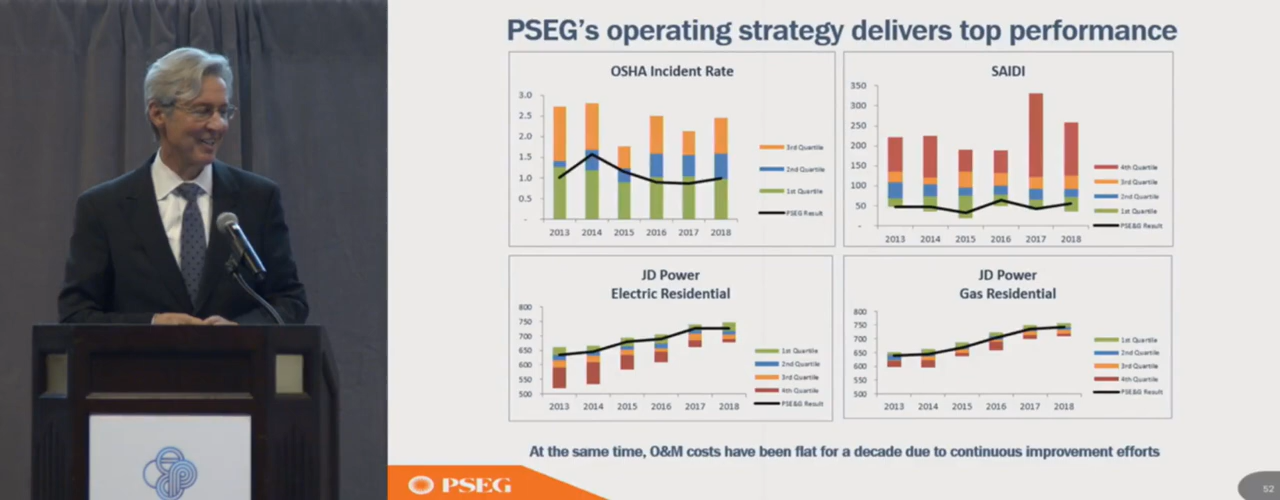 PSEG's operating strategy delivers top performance
OSHA Incident Rate
3.0
2.5
2.0
1.5
1.0
0.5
-
2013 2014 2015 2016 2017 2018
3rd Quartile
2nd Quartile
1st Quartile
PSEG Result
SAIDI
350
300
250
200
150
100
50
-
2013 2014 2015 2016 2017 2018
4th Quartile
3rd Quartile
2nd Quartile
1st Quartile
PSE&G Result
JD Power
Electric Residential
800
750
700
650
600
550
500
2013 2014 2015 2016 2017 2018
1st Quartile
2nd Quartile
3rd Quartile
4th Quartile
PSE&G Result
JD Power
Gas Residential
800
750
700
650
600
550
500
2013 2014 2015 2016 2017 2018
1st Quartile
2nd Quartile
3rd Quartile
4th Quartile
PSE&G Result
At the same time, O&M costs have been flat for a decade due to continuous improvement efforts
PSEG
52